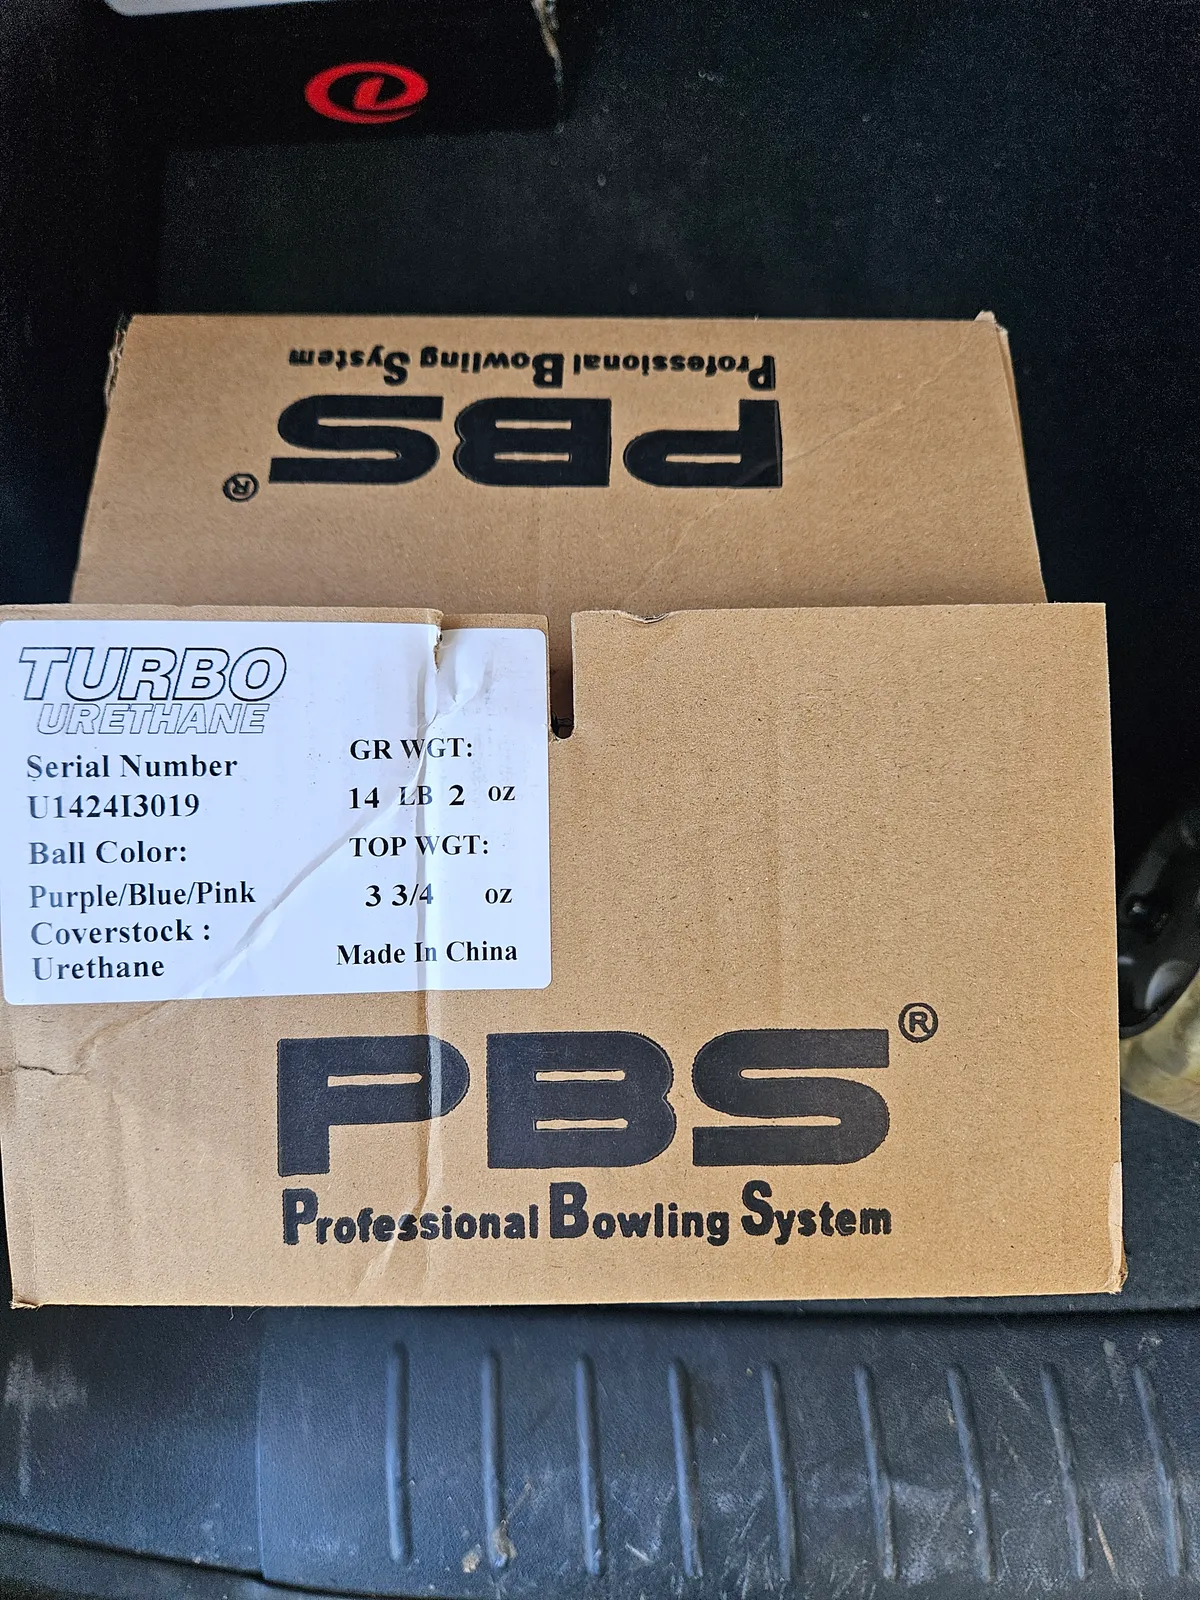 Professional Bowling System
PBS®
TURBO
URETHANE
Serial Number
U1424I3019
Ball Color:
Purple/Blue/Pink
Coverstock :
Urethane
GR WGT:
14 LB 2 oz
TOP WGT:
3 3/4 oz
Made In China
PBS®
Professional Bowling System